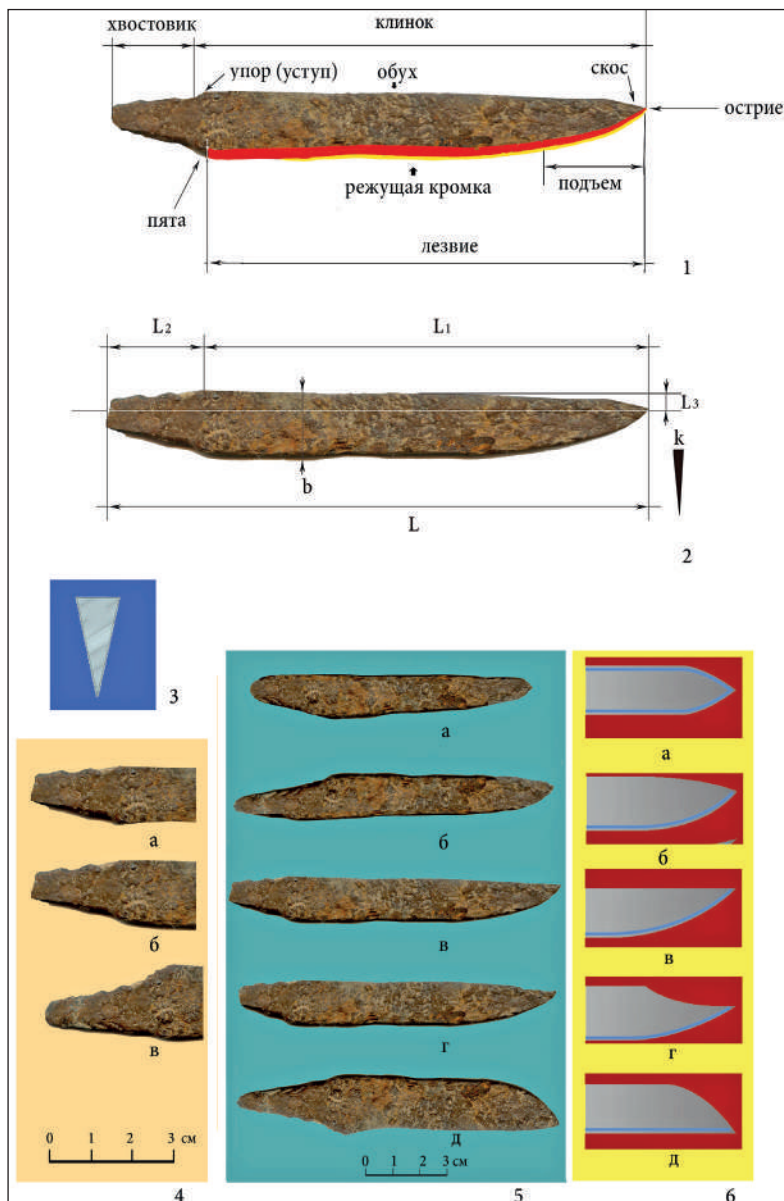 хвостовик клинок
упор (уступ) обух скос
острие
режущая кромка подъем
пята
лезвие
1
L2 L1
L3
k
b
L
2
3
а
б
в
0 1 2 3 см
4
а
б
в
г
д
0 1 2 3 см
5
а
б
в
г
д
6